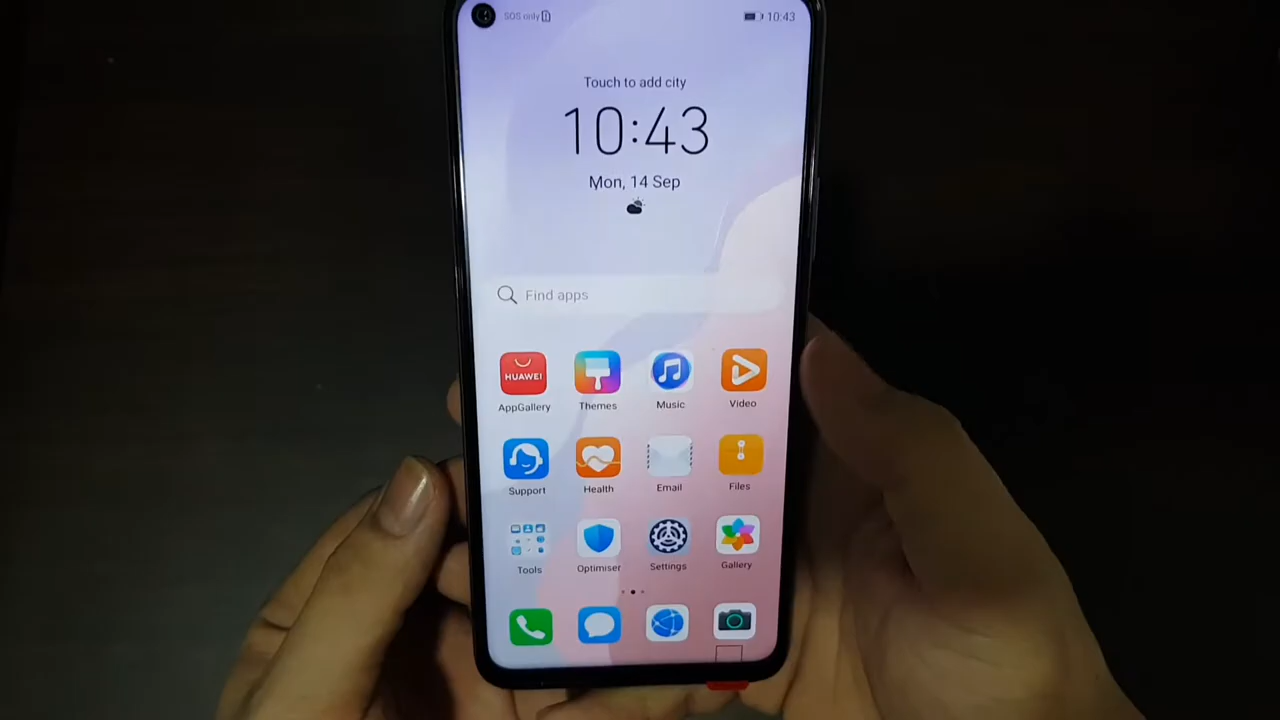 SOS only
10:43
Touch to add city
10:43
Mon, 14 Sep
Find apps
HUAWEI
AppGallery Themes Music Video
Support Health Email Files
Tools Optimiser Settings Gallery